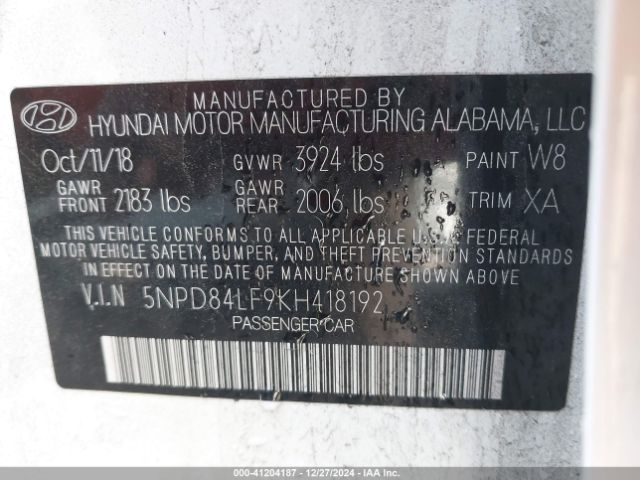 MANUFACTURED BY
HYUNDAI MOTOR MANUFACTURING ALABAMA, LLC
Oct/11/18 GVWR 3924 lbs PAINT W8
GAWR FRONT 2183 lbs GAWR REAR 2006 lbs TRIM XA
THIS VEHICLE CONFORMS TO ALL APPLICABLE U.S. FEDERAL
MOTOR VEHICLE SAFETY, BUMPER, AND THEFT PREVENTION STANDARDS
IN EFFECT ON THE DATE OF MANUFACTURE SHOWN ABOVE.
V.I.N 5NPD84LF9KH418192
PASSENGER CAR
000-41204187 - 12/27/2024 - IAA, Inc.